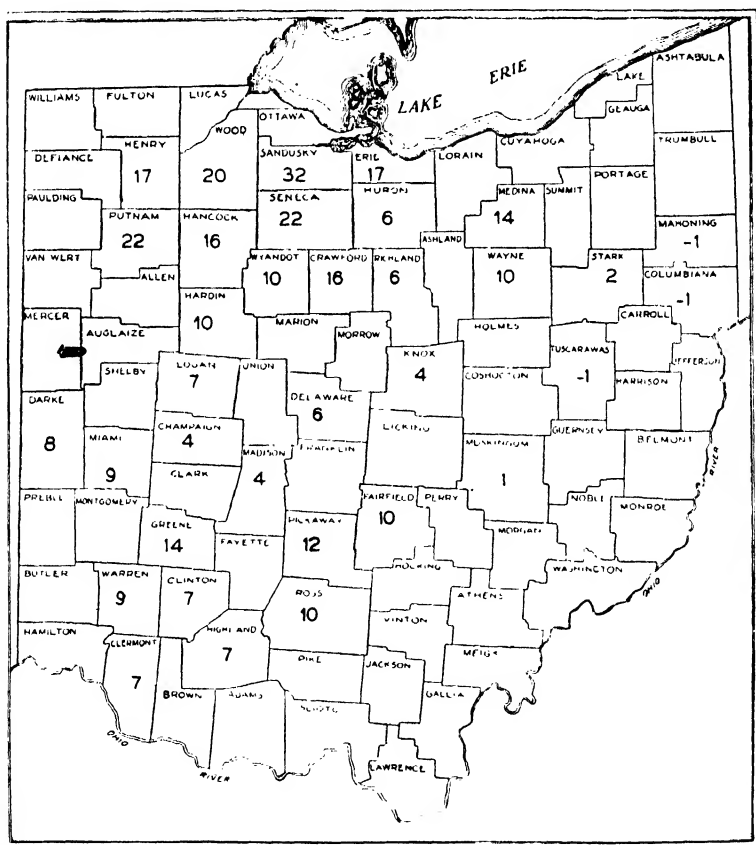 ASHTABULA
LAKE
ERIE
LAKE
GEAUGA
WILLIAMS FULTON LUCAS
OTTAWA
WOOD
CUYAHOGA
TRUMBULL
HENRY
DEFIANCE
SANDUSKY ERIE LORAIN
17 20 32 17
PORTAGE
PAULDING
SENECA HURON MEDINA SUMMIT
PUTNAM HANCOCK
22 16 22 6 14
MAHONING
-1
ASHLAND
VAN WERT
ALLEN
WYANDOT CRAWFORD RICHLAND WAYNE STARK
10 16 6 10 2
COLUMBIANA
-1
HARDIN
10
MERCER
AUGLAIZE
MARION
MORROW
HOLMES
CARROLL
SHELBY
LOGAN
7
UNION
KNOX
4
COSHOCTON
TUSCARAWAS
-1
JEFFERSON
HARRISON
DARKE
8
DELAWARE
6
CHAMPAIGN
4
LICKING
GUERNSEY
BELMONT
MIAMI
9
MADISON
4
FRANKLIN
MUSKINGUM
1
CLARK
RIVER
PREBLE
MONTGOMERY
FAIRFIELD
10
PERRY
NOBLE
MONROE
GREENE
14
PICKAWAY
12
MORGAN
FAYETTE
HOCKING
WASHINGTON
BUTLER
WARREN
9
CLINTON
7
ROSS
10
ATHENS
OHIO
VINTON
HAMILTON
CLERMONT
7
HIGHLAND
7
PIKE
JACKSON
MEIGS
BROWN
ADAMS
SCIOTO
GALLIA
OHIO
RIVER
LAWRENCE